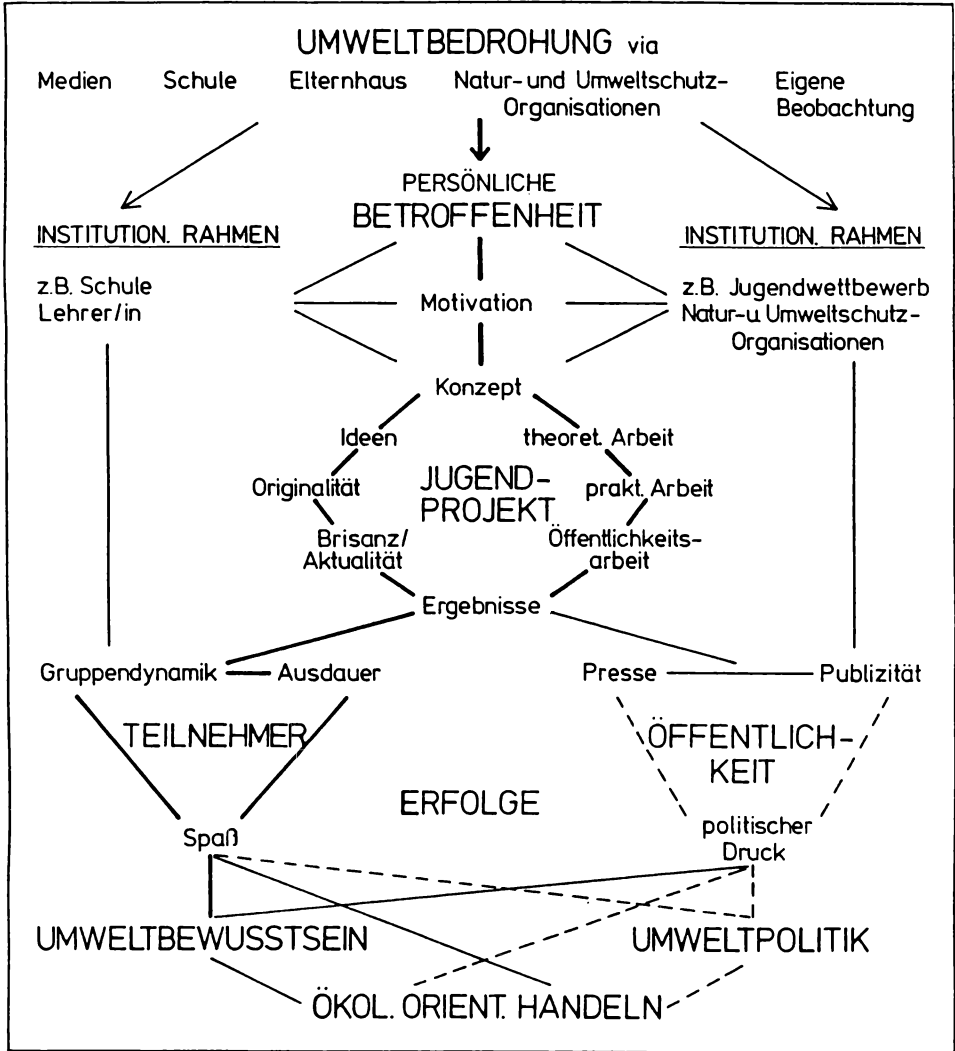 UMWELTBEDROHUNG via
Medien Schule Elternhaus Natur- und Umweltschutz- Eigene
Organisationen Beobachtung
PERSÖNLICHE
BETROFFENHEIT
INSTITUTION. RAHMEN INSTITUTION. RAHMEN
z.B. Schule z.B. Jugendwettbewerb
Lehrer/in Motivation Natur-u Umweltschutz-
Organisationen
Konzept
Ideen theoret. Arbeit
JUGEND-
Originalität prakt. Arbeit
PROJEKT
Brisanz/ Öffentlichkeits-
Aktualität arbeit
Ergebnisse
Gruppendynamik Ausdauer Presse Publizität
TEILNEHMER ÖFFENTLICH-
KEIT
ERFOLGE
Spaß politischer
Druck
UMWELTBEWUSSTSEIN UMWELTPOLITIK
ÖKOL. ORIENT. HANDELN